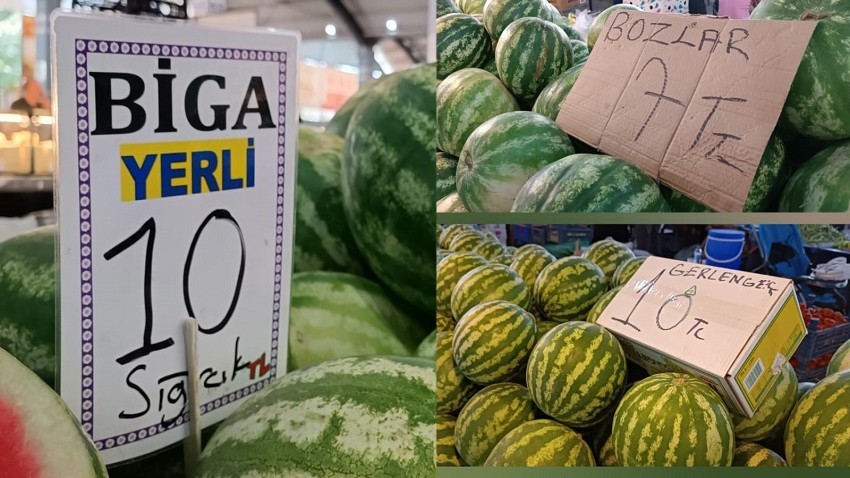 BİGA
YERLİ
10
Sığırcık TL
BOZLAR
7 TL
GERLENGEÇ
10 TL